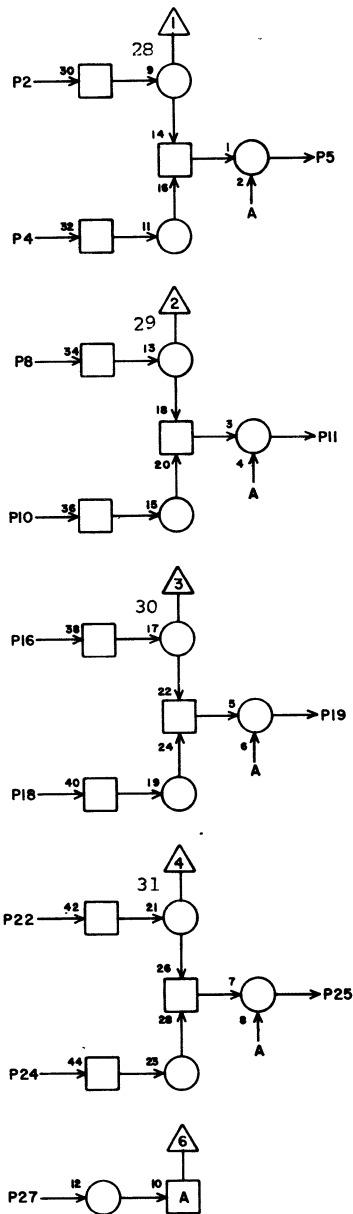 1
28
P2 30 9
14 1 P5
16 2
P4 32 11 A
2
29
P8 34 13
18 3 P11
20 4
P10 36 15 A
3
30
P16 38 17
22 5 P19
24 6
P18 40 19 A
4
31
P22 42 21
26 7 P25
28 8
P24 44 23 A
6
P27 12 10 A